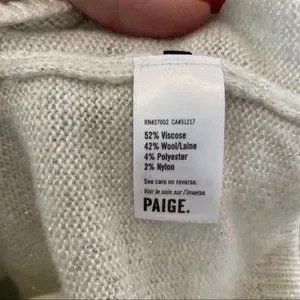 RN#27002 CA#51217
52% Viscose
42% Wool/Laine
4% Polyester
2% Nylon
See care on reverse.
Voir le soin sur l'inverse.
PAIGE.